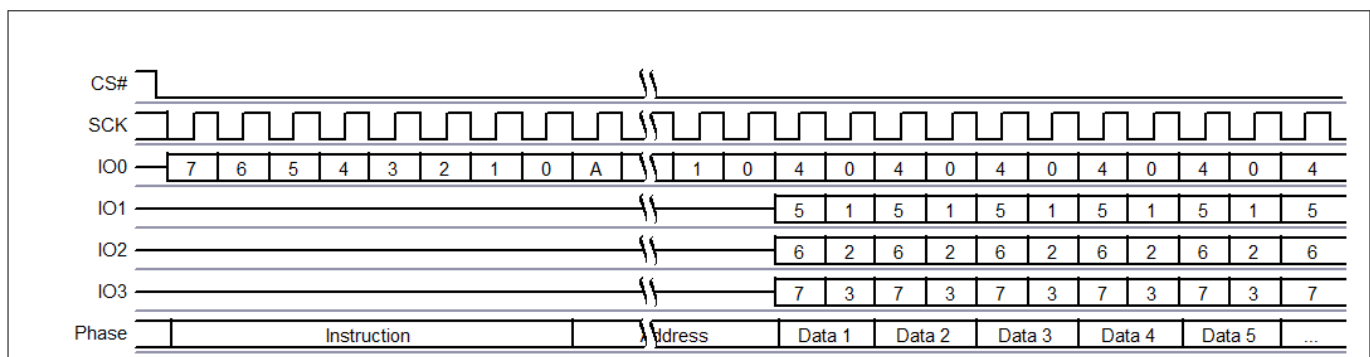 CS#
SCK
IO0 7 6 5 4 3 2 1 0 A 1 0 4 0 4 0 4 0 4 0 4 0 4
IO1 5 1 5 1 5 1 5 1 5 1 5
IO2 6 2 6 2 6 2 6 2 6 2 6
IO3 7 3 7 3 7 3 7 3 7 3 7
Phase Instruction Address Data 1 Data 2 Data 3 Data 4 Data 5 ...